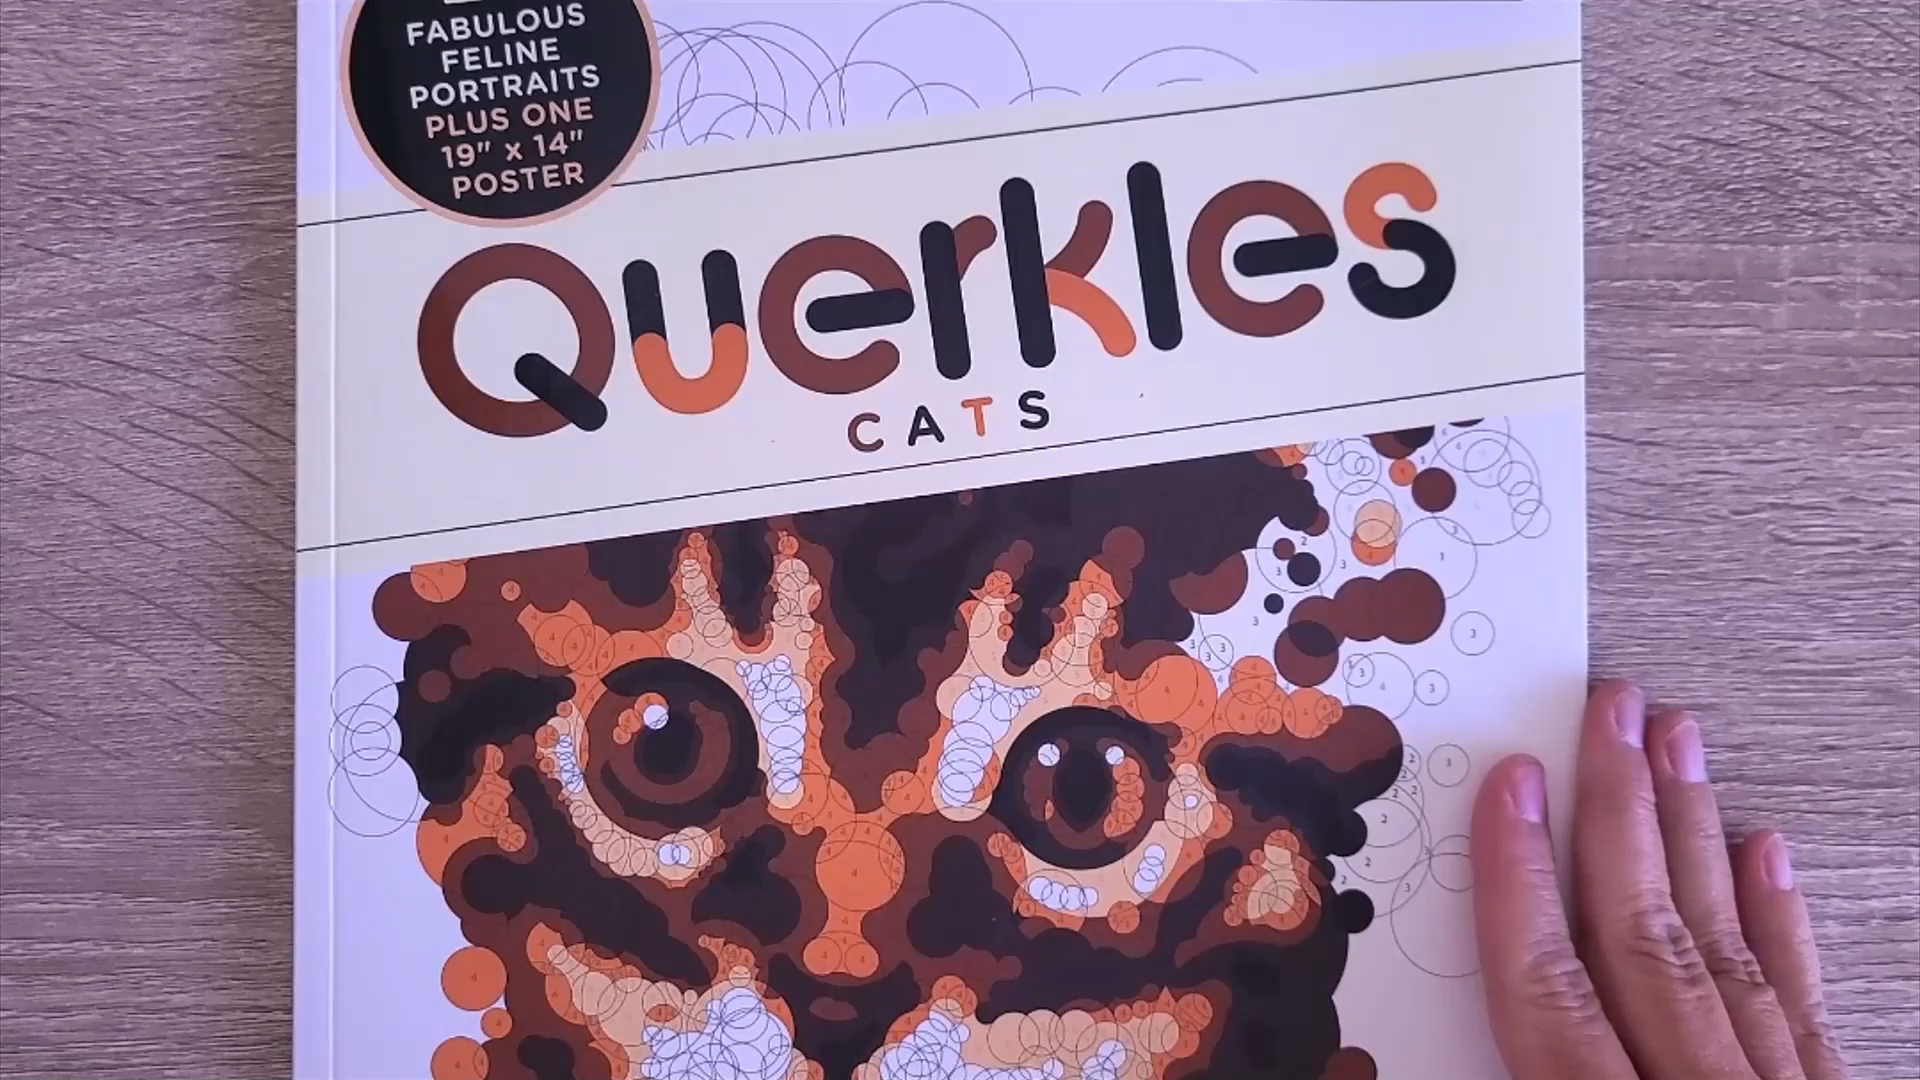 FABULOUS
FELINE
PORTRAITS
PLUS ONE
19" x 14"
POSTER
Querkles
CATS